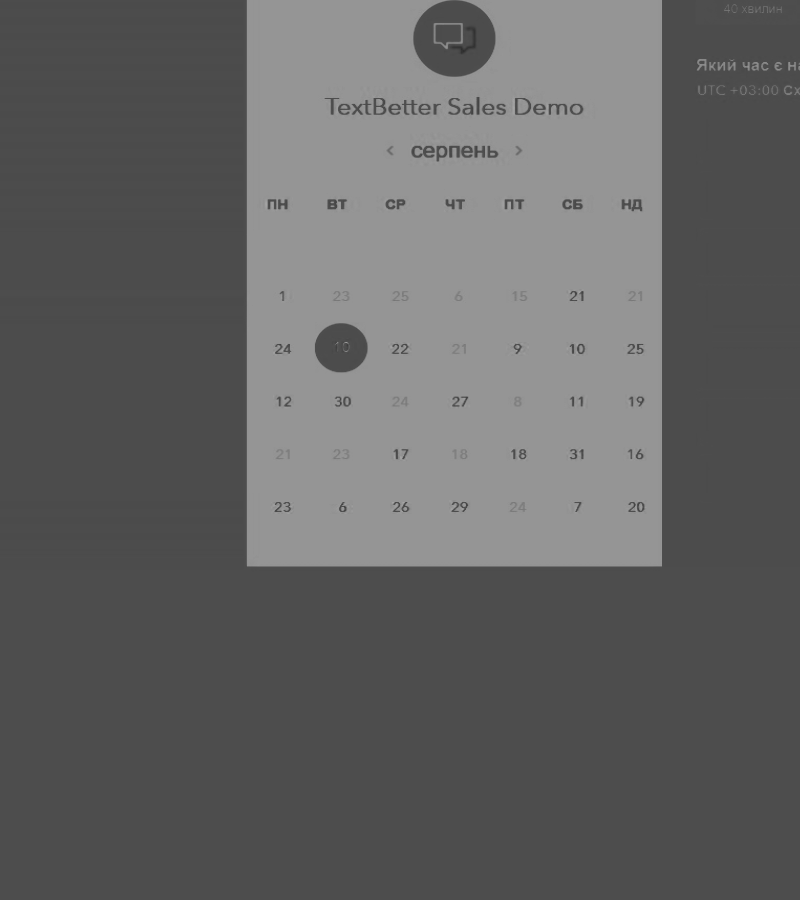 40 хвилин
Який час є на
UTC +03:00 Сх
TextBetter Sales Demo
серпень
ПН ВТ СР ЧТ ПТ СБ НД
1 23 25 6 15 21 21
24 10 22 21 9 10 25
12 30 24 27 8 11 19
21 23 17 18 18 31 16
23 6 26 29 24 7 20